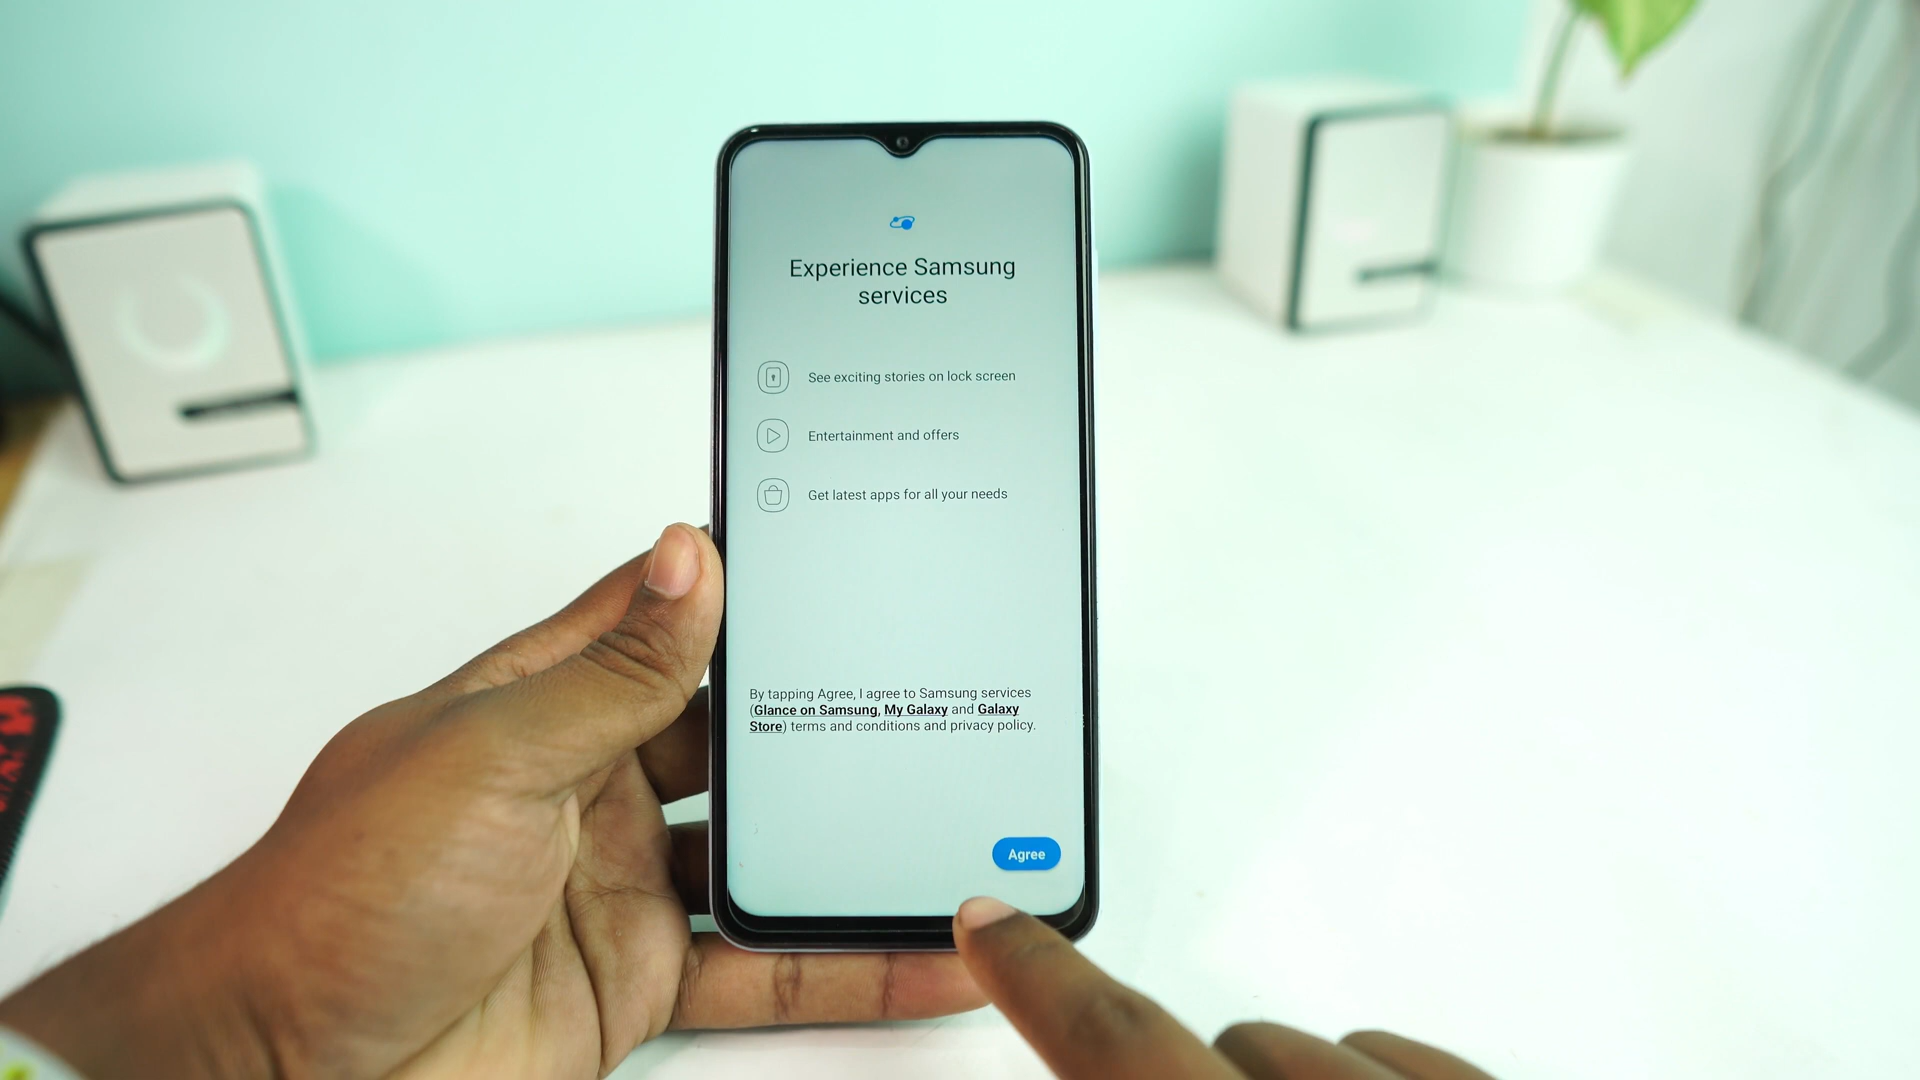 Experience Samsung
services
See exciting stories on lock screen
Entertainment and offers
Get latest apps for all your needs
By tapping Agree, I agree to Samsung services
(Glance on Samsung, My Galaxy and Galaxy
Store) terms and conditions and privacy policy.
Agree